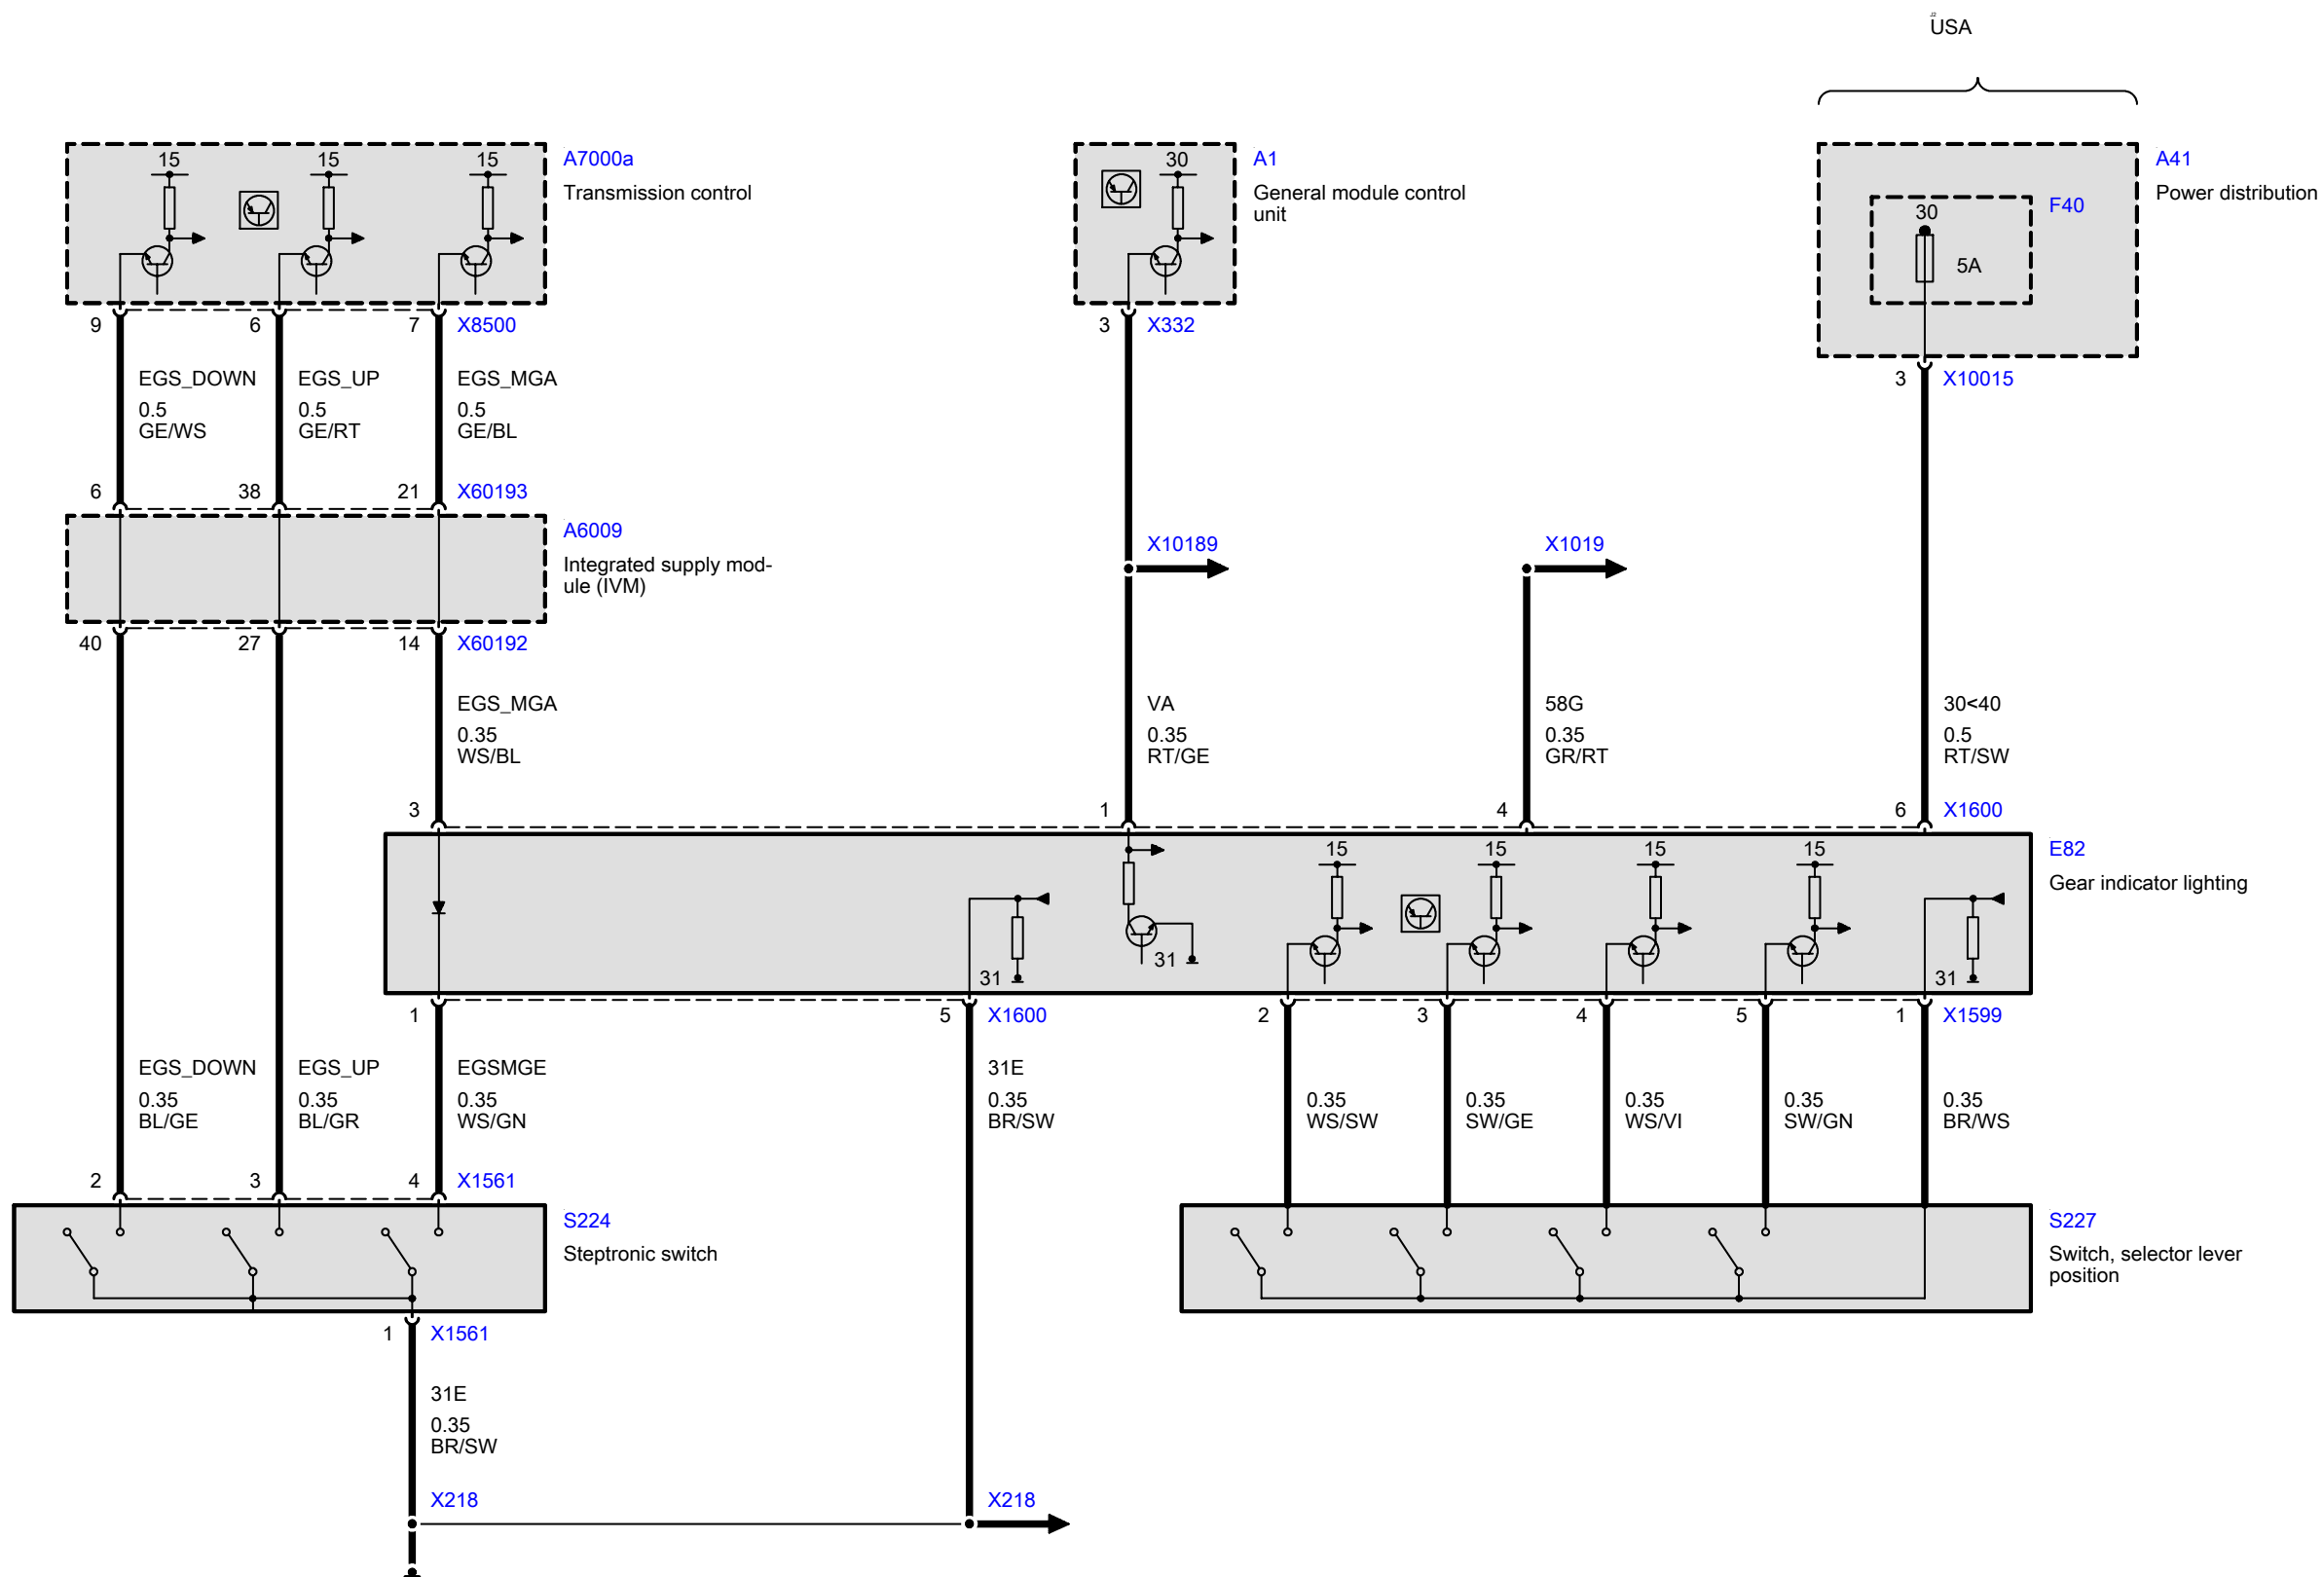 USA
15
15
15
A7000a
Transmission control
30
A1
General module control
unit
A41
Power distribution
30
F40
5A
9
6
7
X8500
3
X332
3
X10015
EGS_DOWN
0.5
GE/WS
EGS_UP
0.5
GE/RT
EGS_MGA
0.5
GE/BL
6
38
21
X60193
A6009
Integrated supply mod-
ule (IVM)
X10189
X1019
40
27
14
X60192
EGS_MGA
0.35
WS/BL
VA
0.35
RT/GE
58G
0.35
GR/RT
30<40
0.5
RT/SW
3
1
4
6
X1600
15
15
15
15
E82
Gear indicator lighting
31
31
31
1
5
X1600
2
3
4
5
1
X1599
EGS_DOWN
0.35
BL/GE
EGS_UP
0.35
BL/GR
EGSMGE
0.35
WS/GN
31E
0.35
BR/SW
0.35
WS/SW
0.35
SW/GE
0.35
WS/VI
0.35
SW/GN
0.35
BR/WS
2
3
4
X1561
S224
Steptronic switch
S227
Switch, selector lever
position
1
X1561
31E
0.35
BR/SW
X218
X218